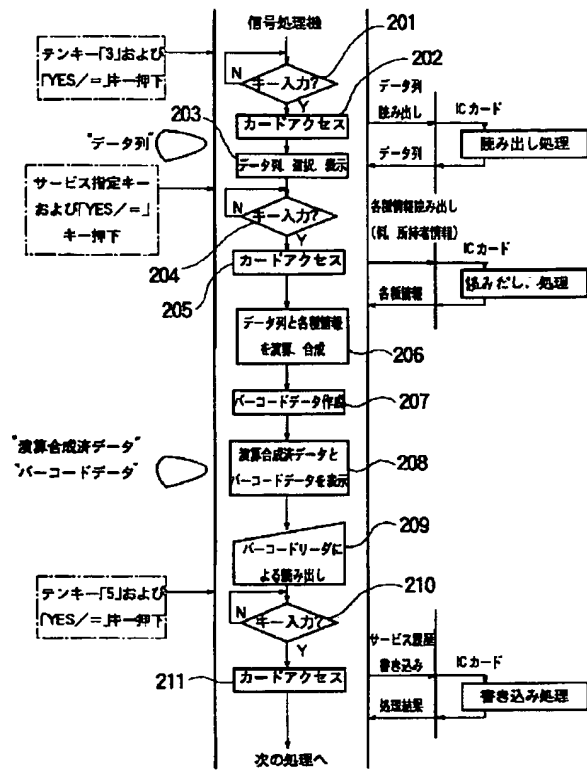 信号処理機
201
テンキー「3」および
「YES/=」キー押下
N
キー入力?
Y
202
データ列
読み出し
ICカード
カードアクセス
読み出し処理
データ列
203
"データ列"
データ列、選択、表示
サービス指定キー
および「YES/=」
キー押下
N
キー入力?
Y
204
各種情報読み出し
(例、所持者情報)
ICカード
カードアクセス
205
各種情報
データ列と各種情報
を演算、合成
206
バーコードデータ作成
207
"演算合成済データ"
"バーコードデータ"
演算合成済データと
バーコードデータを表示
208
209
バーコードリーダに
よる読み出し
テンキー「5」および
「YES/=」キー押下
210
N
キー入力?
Y
サービス履歴
書き込み
ICカード
カードアクセス
211
書き込み処理
処理結果
次の処理へ